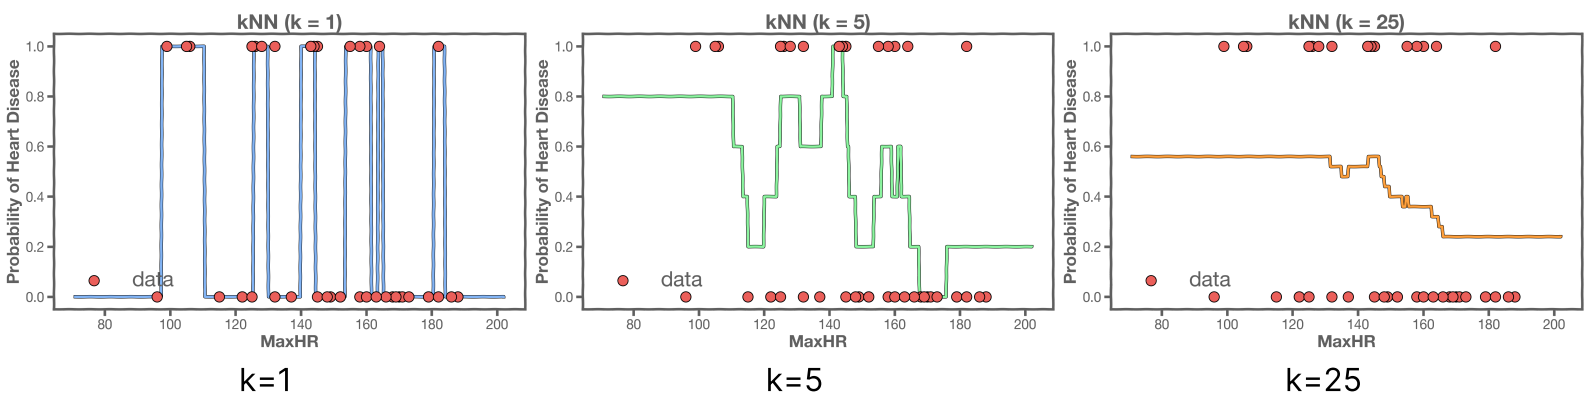 kNN (k = 1)
Probability of Heart Disease
1.0
0.8
0.6
0.4
0.2
0.0
data
80 100 120 140 160 180 200
MaxHR
k=1
kNN (k = 5)
Probability of Heart Disease
1.0
0.8
0.6
0.4
0.2
0.0
data
80 100 120 140 160 180 200
MaxHR
k=5
kNN (k = 25)
Probability of Heart Disease
1.0
0.8
0.6
0.4
0.2
0.0
data
80 100 120 140 160 180 200
MaxHR
k=25